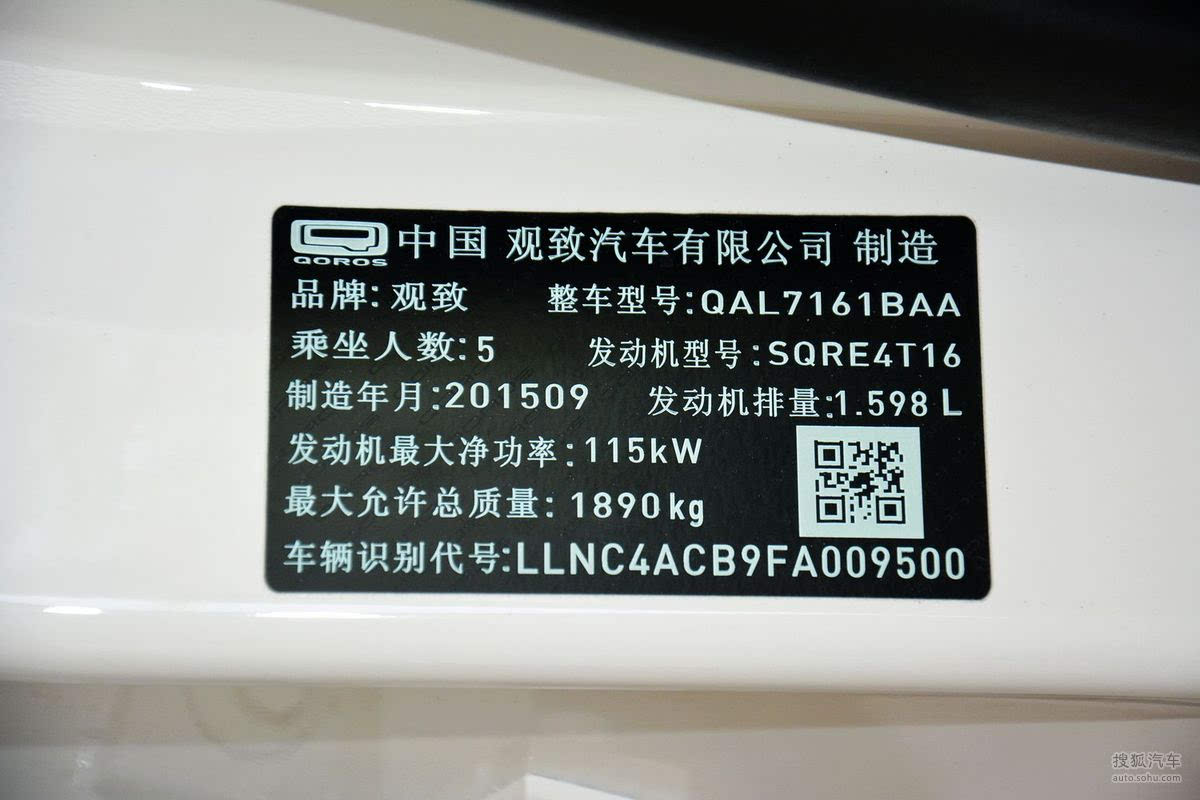 QOROS 中国 观致汽车有限公司 制造
品牌: 观致 整车型号:QAL7161BAA
乘坐人数:5 发动机型号:SQRE4T16
制造年月:201509 发动机排量:1.598 L
发动机最大净功率:115kW
最大允许总质量: 1890kg
车辆识别代号:LLNC4ACB9FA009500
搜狐汽车
auto.sohu.com